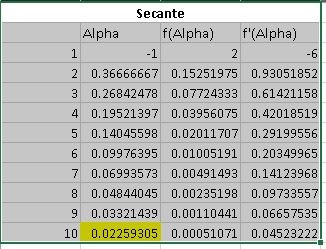 Secante
Alpha f(Alpha) f'(Alpha)
1 -1 2 -6
2 0.36666667 0.15251975 0.93051852
3 0.26842478 0.07724333 0.61421158
4 0.19521397 0.03956075 0.42018519
5 0.14045598 0.02011707 0.29199556
6 0.09976395 0.01005191 0.20349965
7 0.06993573 0.00491493 0.14123968
8 0.04844045 0.00235198 0.09733557
9 0.03321439 0.00110441 0.06657535
10 0.02259305 0.00051071 0.04523222